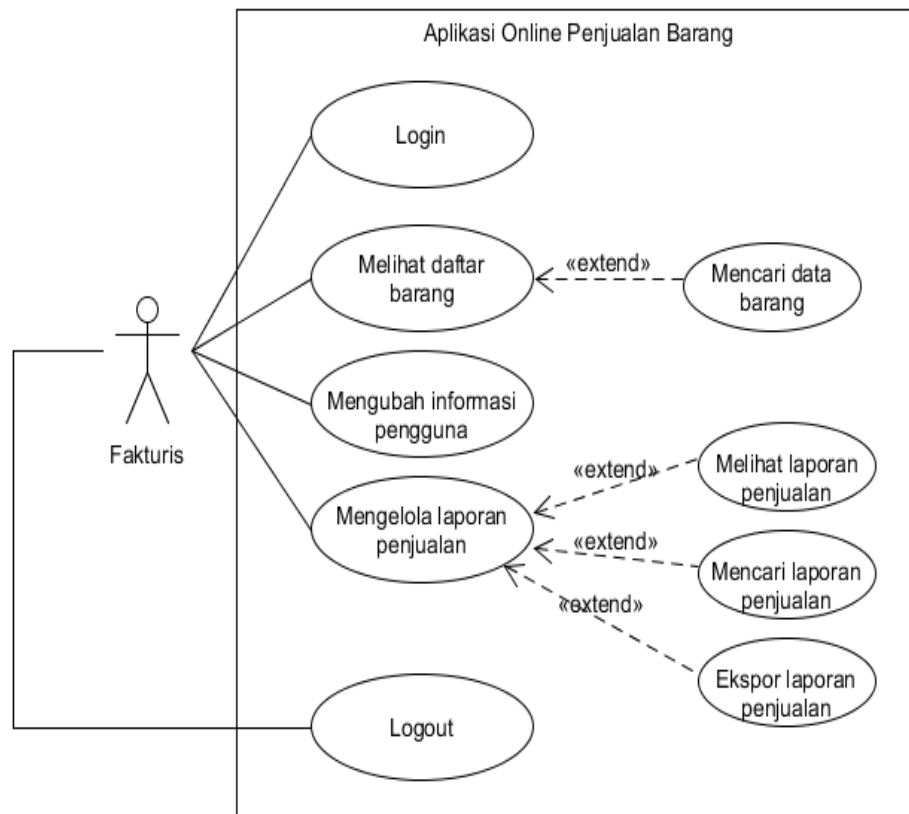 Aplikasi Online Penjualan Barang
Login
Melihat daftar
barang
«extend»
Mencari data
barang
Mengubah informasi
pengguna
Fakturis
Mengelola laporan
penjualan
«extend»
Melihat laporan
penjualan
«extend»
Mencari laporan
penjualan
«extend»
Ekspor laporan
penjualan
Logout